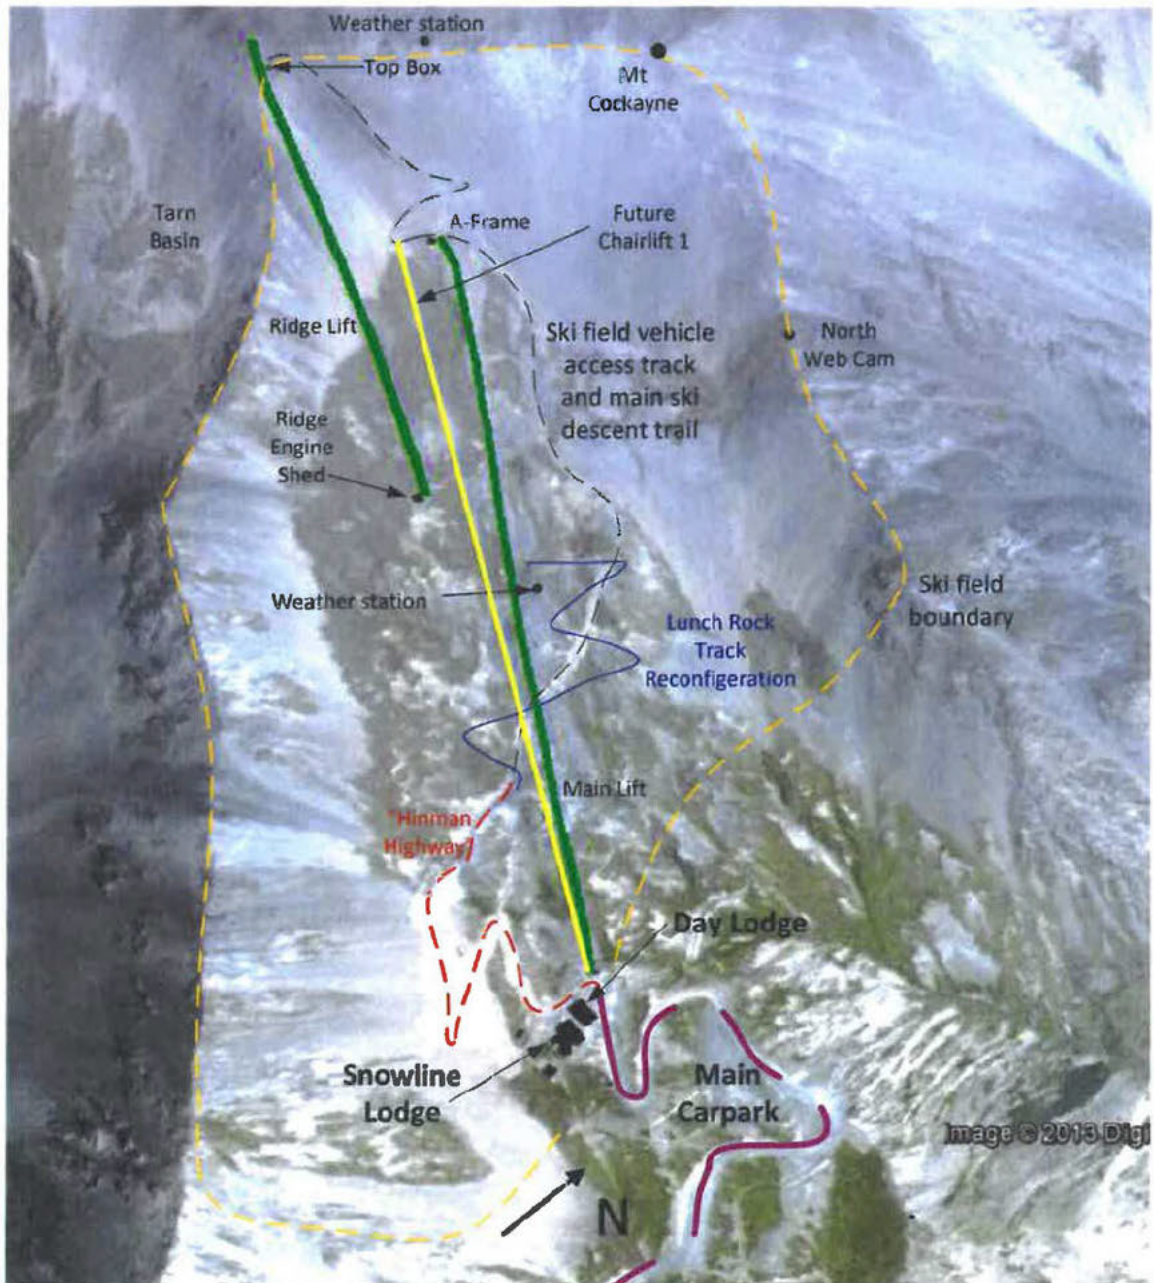 Weather station
Top Box
Mt
Cockayne
Tarn
Basin
A-Frame
Future
Chairlift 1
Ridge Lift
Ski field vehicle
access track
and main ski
descent trail
North
Web Cam
Ridge
Engine
Shed
Weather station
Ski field
boundary
Lunch Rock
Track
Reconfigeration
Main Lift
"Hinman
Highway"
Day Lodge
Snowline
Lodge
Main
Carpark
Image © 2013 Digi
N